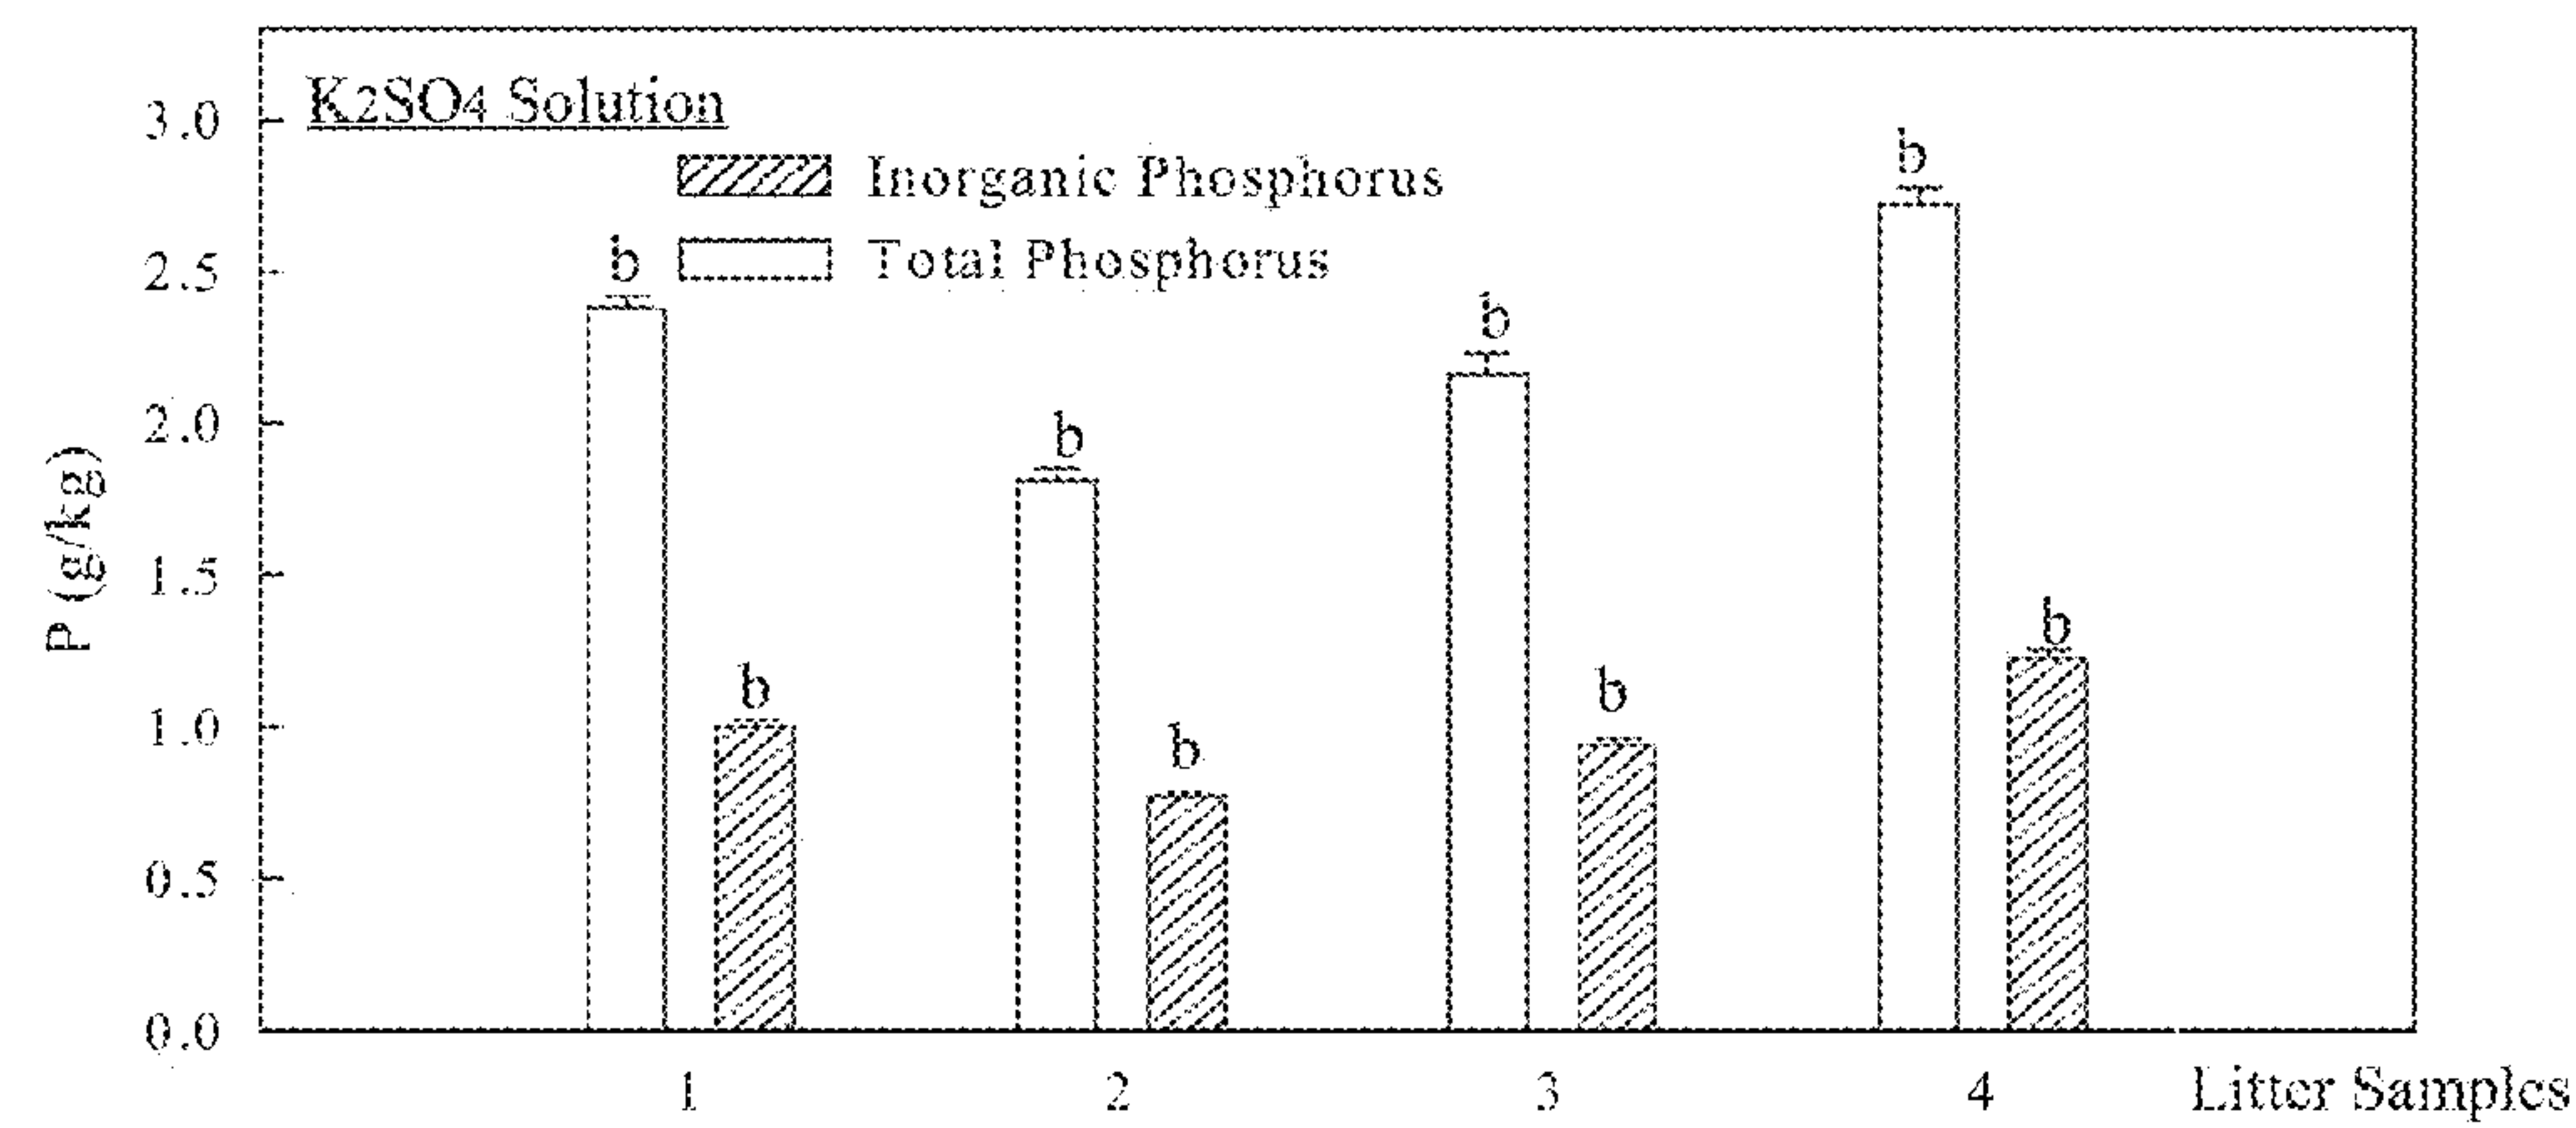 K2SO4 Solution
Inorganic Phosphorus
Total Phosphorus
P (g/kg)
3.0
2.5
2.0
1.5
1.0
0.5
0.0
b
b
b
b
b
b
b
b
1 2 3 4 Litter Samples